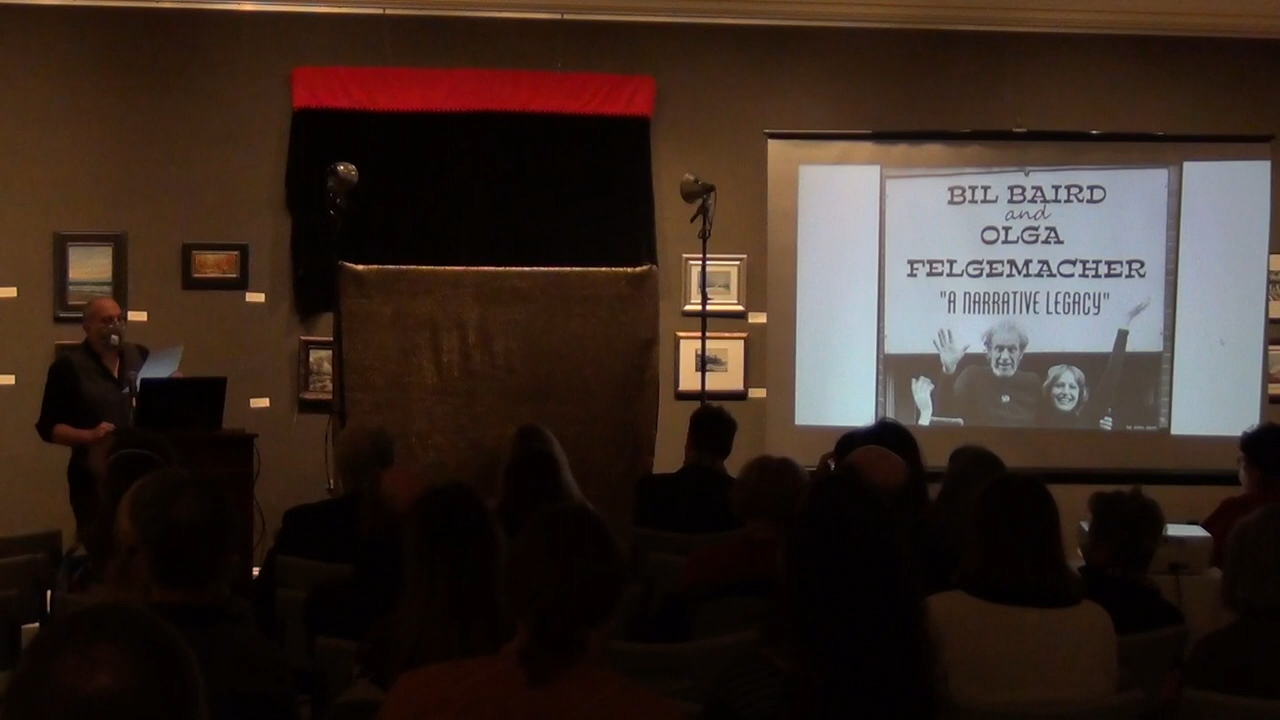 BIL BAIRD
and
OLGA
FELGEMACHER
"A NARRATIVE LEGACY"